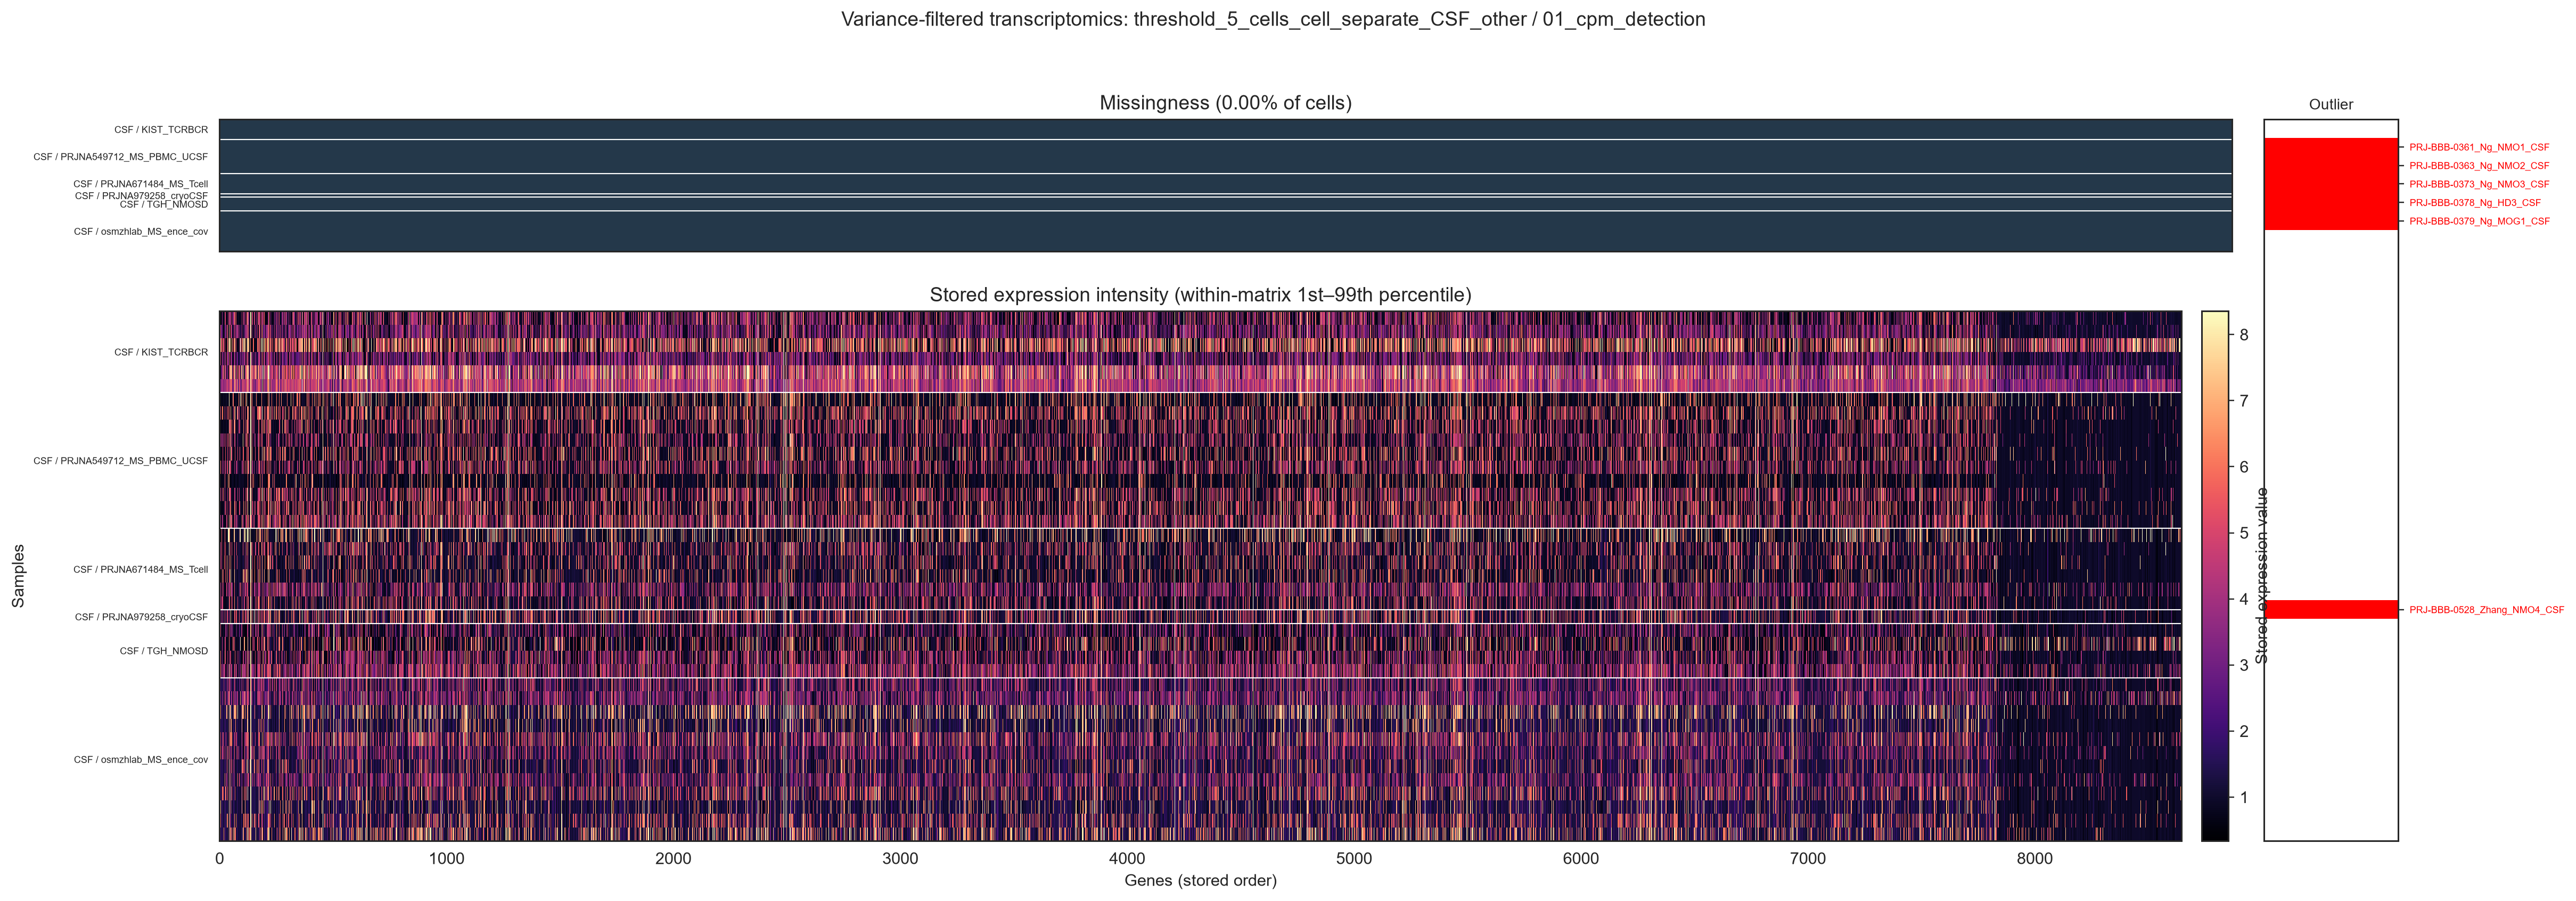 Variance-filtered transcriptomics: threshold_5_cells_cell_separate_CSF_other / 01_cpm_detection
Missingness (0.00% of cells)
Outlier
CSF / KIST_TCRBCR
CSF / PRJNA549712_MS_PBMC_UCSF
CSF / PRJNA671484_MS_Tcell
CSF / PRJNA979258_cryoCSF
CSF / TGH_NMOSD
CSF / osmzhlab_MS_ence_cov
PRJ-BBB-0361_Ng_NMO1_CSF
PRJ-BBB-0363_Ng_NMO2_CSF
PRJ-BBB-0373_Ng_NMO3_CSF
PRJ-BBB-0378_Ng_HD3_CSF
PRJ-BBB-0379_Ng_MOG1_CSF
PRJ-BBB-0528_Zhang_NMO4_CSF
Stored expression intensity (within-matrix 1st–99th percentile)
Samples
CSF / KIST_TCRBCR
CSF / PRJNA549712_MS_PBMC_UCSF
CSF / PRJNA671484_MS_Tcell
CSF / PRJNA979258_cryoCSF
CSF / TGH_NMOSD
CSF / osmzhlab_MS_ence_cov
8
7
6
5
4
3
2
1
Stored expression value
0 1000 2000 3000 4000 5000 6000 7000 8000
Genes (stored order)